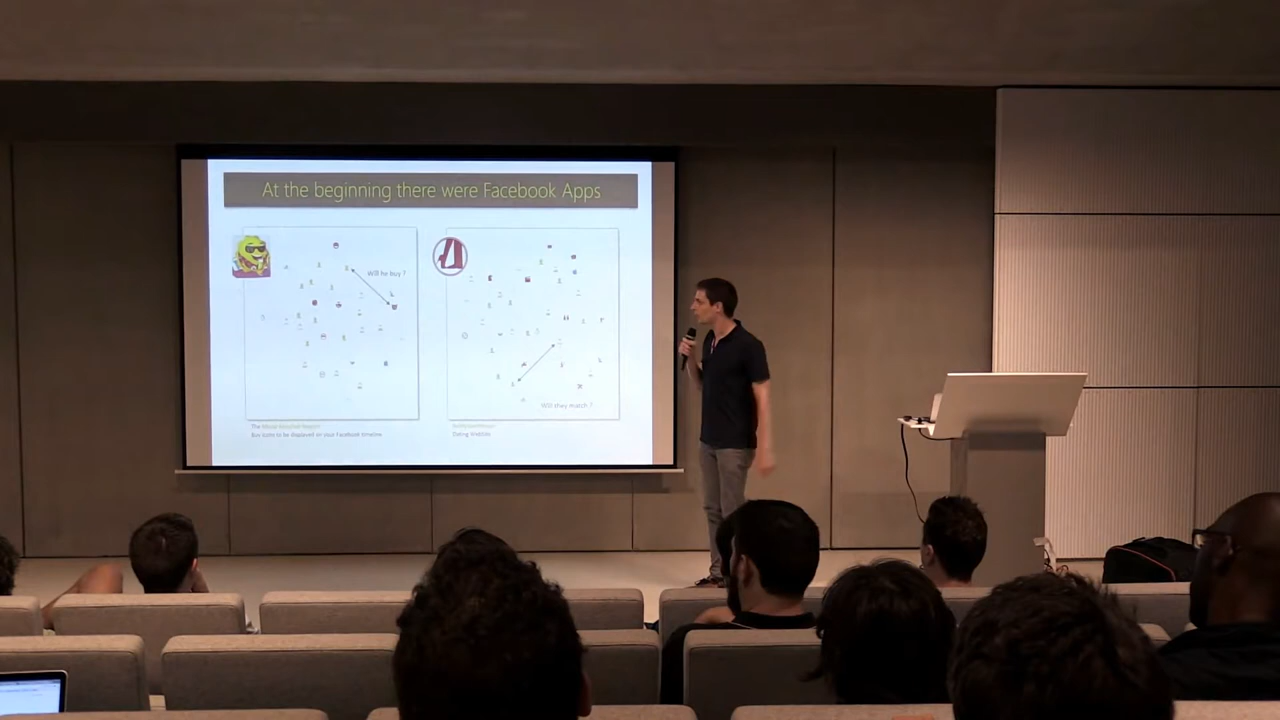 At the beginning there were Facebook Apps
Will he buy ?
Will they match ?
The
Buy icons to be displayed on your Facebook timeline
Dating